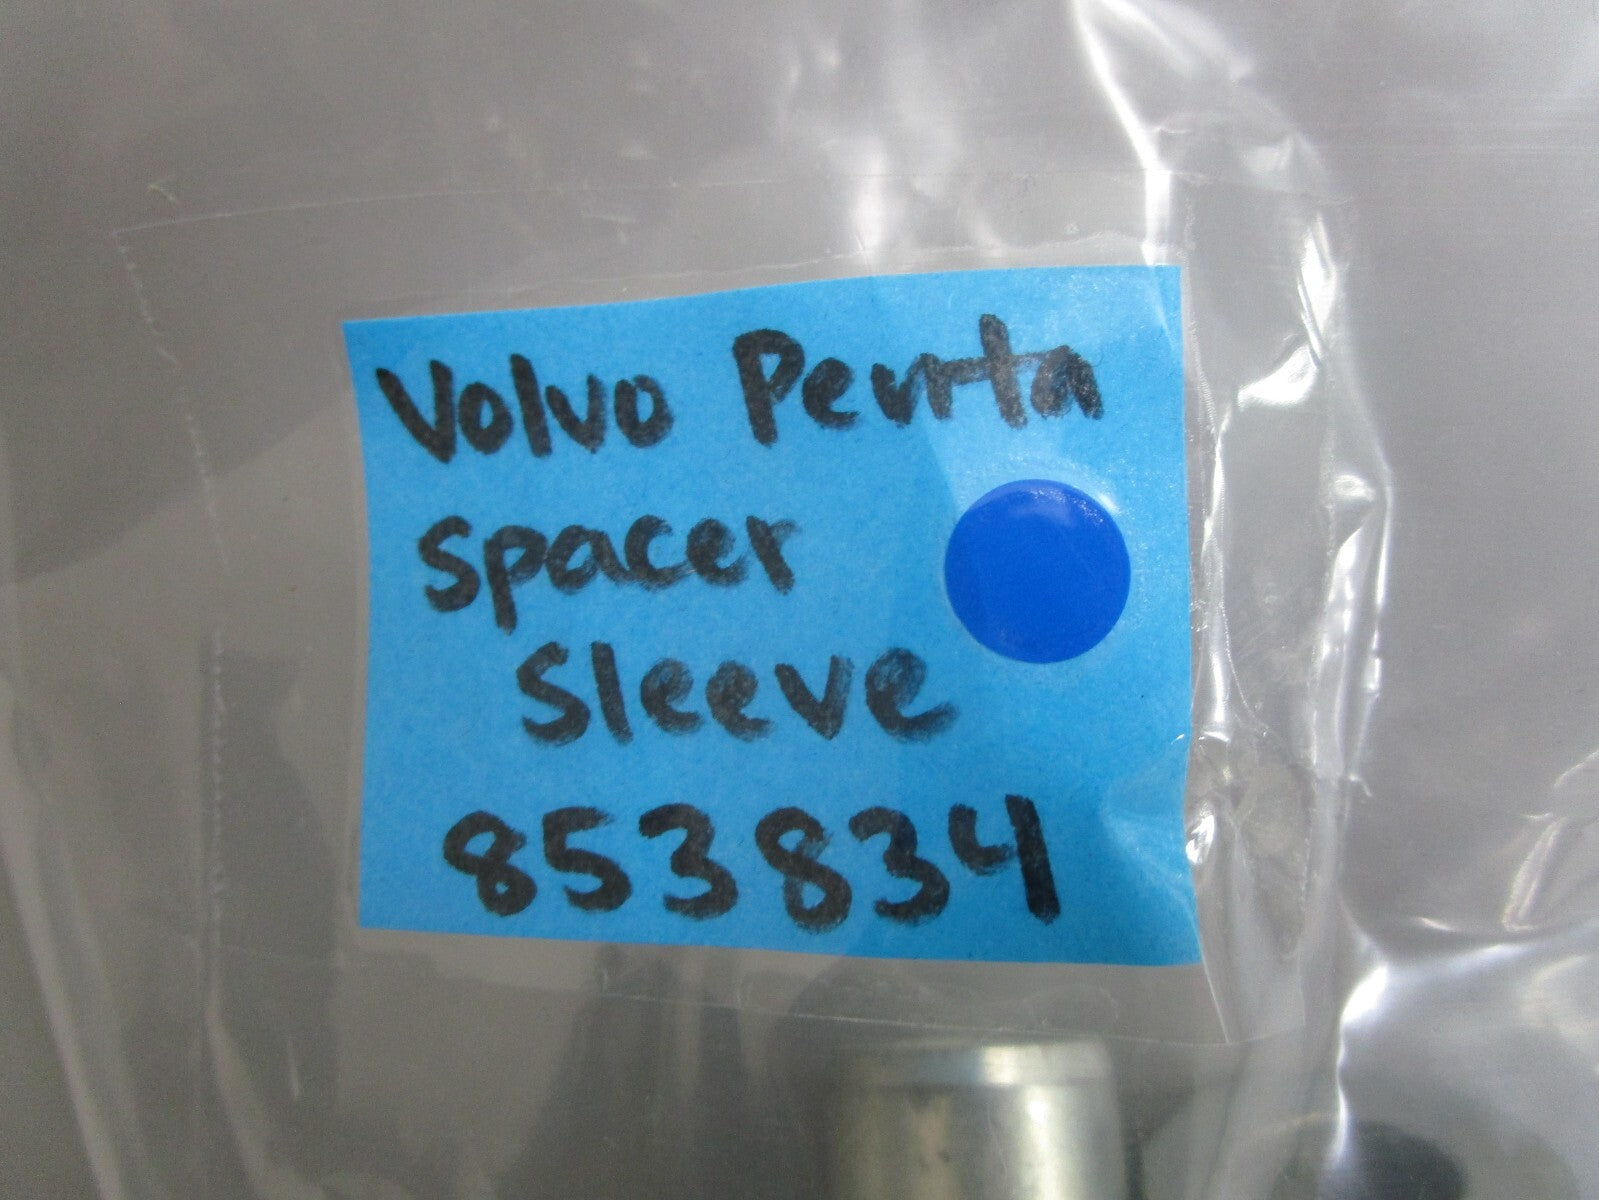 Volvo Penta
spacer
sleeve
853834